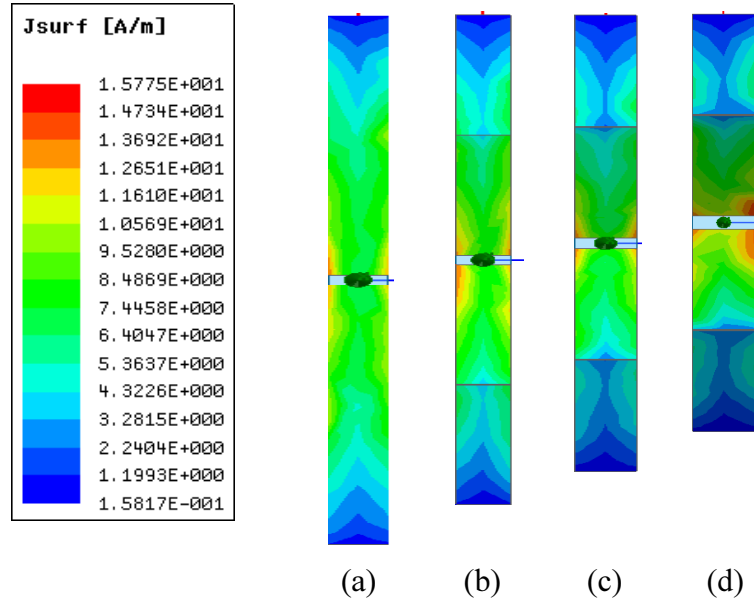 Jsurf [A/m]
1.5775E+001
1.4734E+001
1.3692E+001
1.2651E+001
1.1610E+001
1.0569E+001
9.5280E+000
8.4869E+000
7.4458E+000
6.4047E+000
5.3637E+000
4.3226E+000
3.2815E+000
2.2404E+000
1.1993E+000
1.5817E-001
(a) (b) (c) (d)